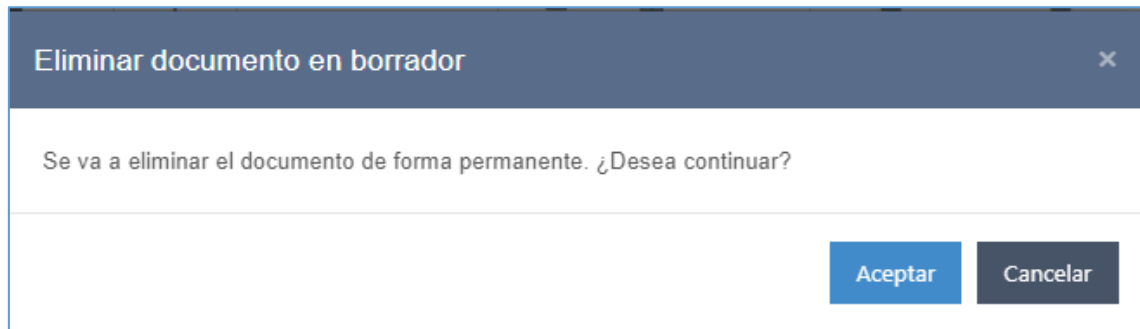 Eliminar documento en borrador ×
Se va a eliminar el documento de forma permanente. ¿Desea continuar?
Aceptar Cancelar